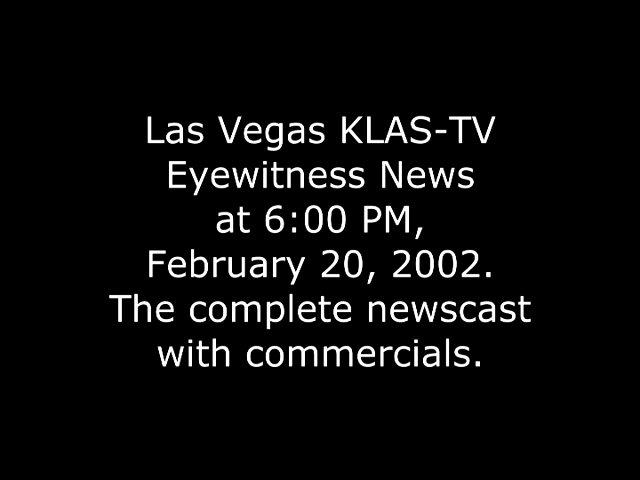 Las Vegas KLAS-TV
Eyewitness News
at 6:00 PM,
February 20, 2002.
The complete newscast
with commercials.